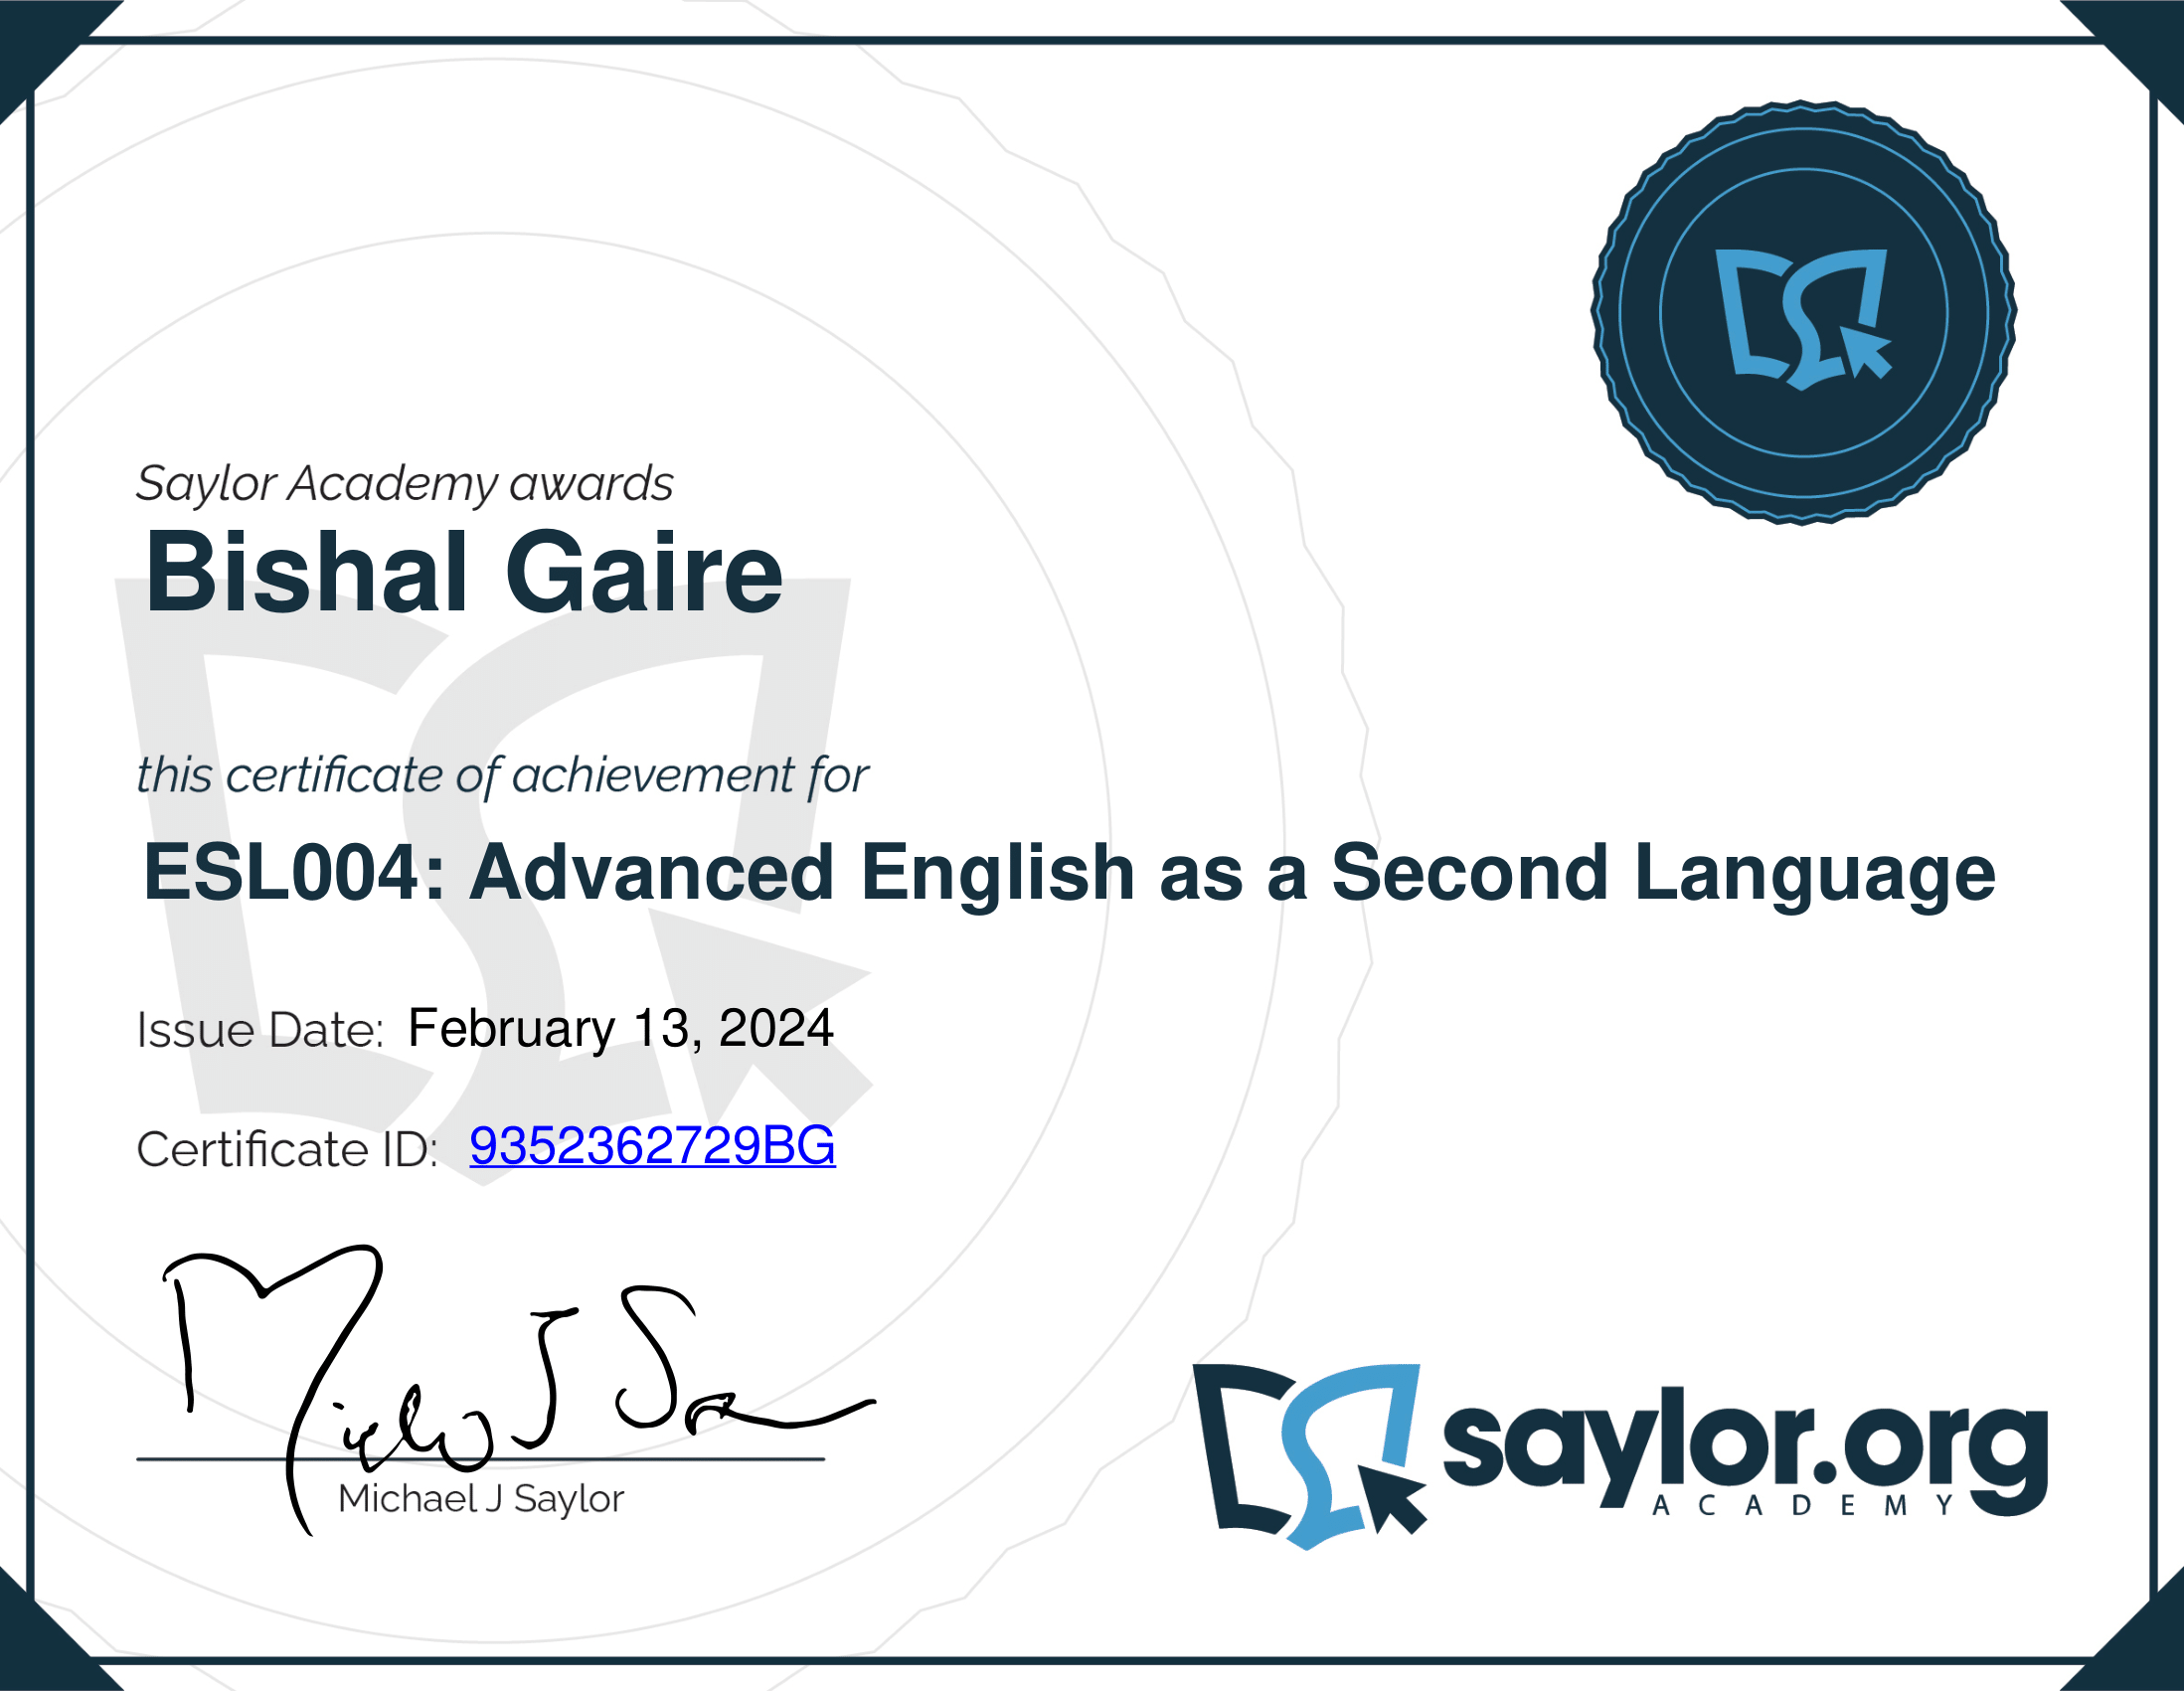 Saylor Academy awards
Bishal Gaire
this certificate of achievement for
ESL004: Advanced English as a Second Language
Issue Date: February 13, 2024
Certificate ID: 9352362729BG
Michael J Saylor
saylor.org
ACADEMY